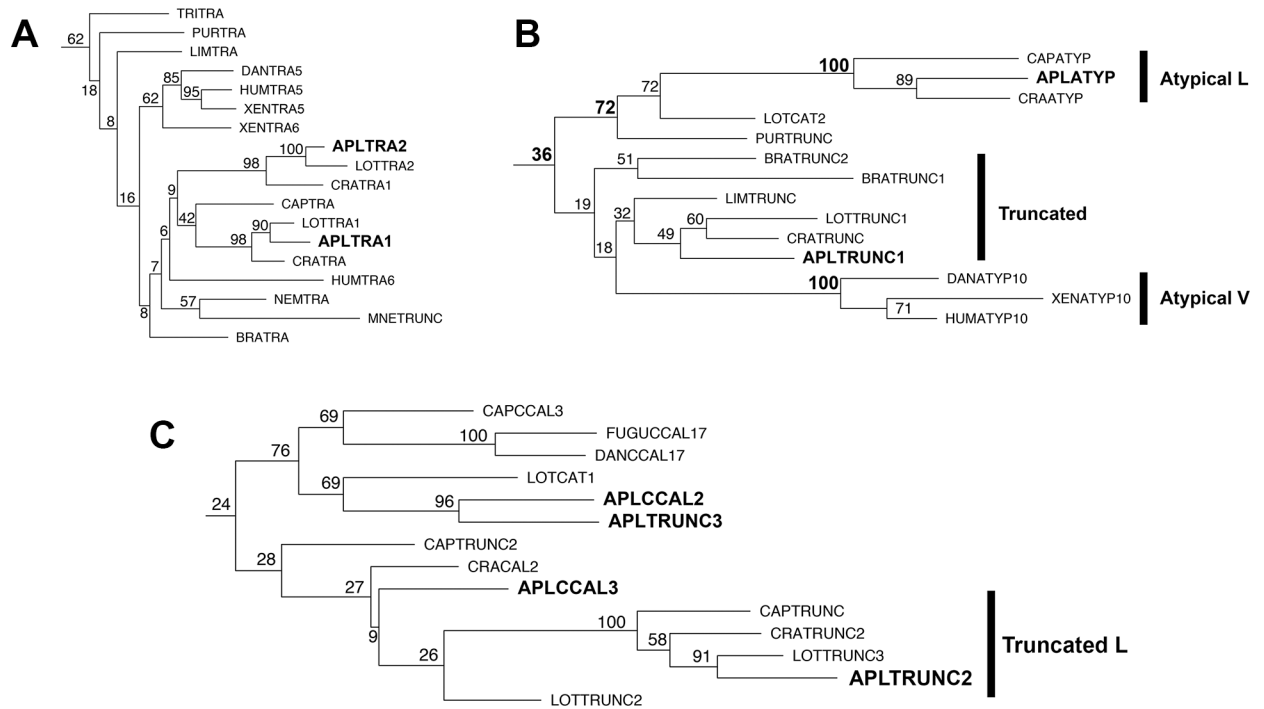 A
TRITRA
62
PURTRA
LIMTRA
18
DANTRA5
85
HUMTRA5
95
62
XENTRA5
8
XENTRA6
APLTRA2
100
LOTTRA2
98
CRATRA1
9
16
CAPTRA
42
LOTTRA1
90
APLTRA1
98
6
CRATRA
7
HUMTRA6
NEMTRA
57
8
MNETRUNC
BRATRA
B
CAPATYP
100
APLATYP
89
72
CRAATYP
Atypical L
72
LOTCAT2
PURTRUNC
36
BRATRUNC2
51
BRATRUNC1
LIMTRUNC
19
32
LOTTRUNC1
60
CRATRUNC
49
18
APLTRUNC1
Truncated
DANATYP10
100
XENATYP10
71
HUMATYP10
Atypical V
C
CAPCCAL3
69
FUGUCCAL17
100
DANCCAL17
76
LOTCAT1
69
APLCCAL2
96
APLTRUNC3
24
CAPTRUNC2
28
CRACAL2
27
APLCCAL3
CAPTRUNC
100
CRATRUNC2
58
9
LOTTRUNC3
91
26
APLTRUNC2
Truncated L
LOTTRUNC2